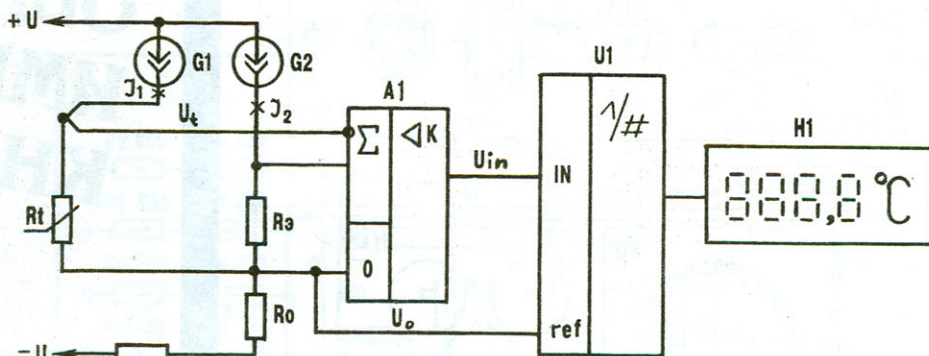 +U
G1
G2
U1
J1
J2
A1
Ut
Σ
◁K
1/#
H1
Uin
IN
888,8 °C
Rt
Rэ
0
Ro
Uo
ref
-U